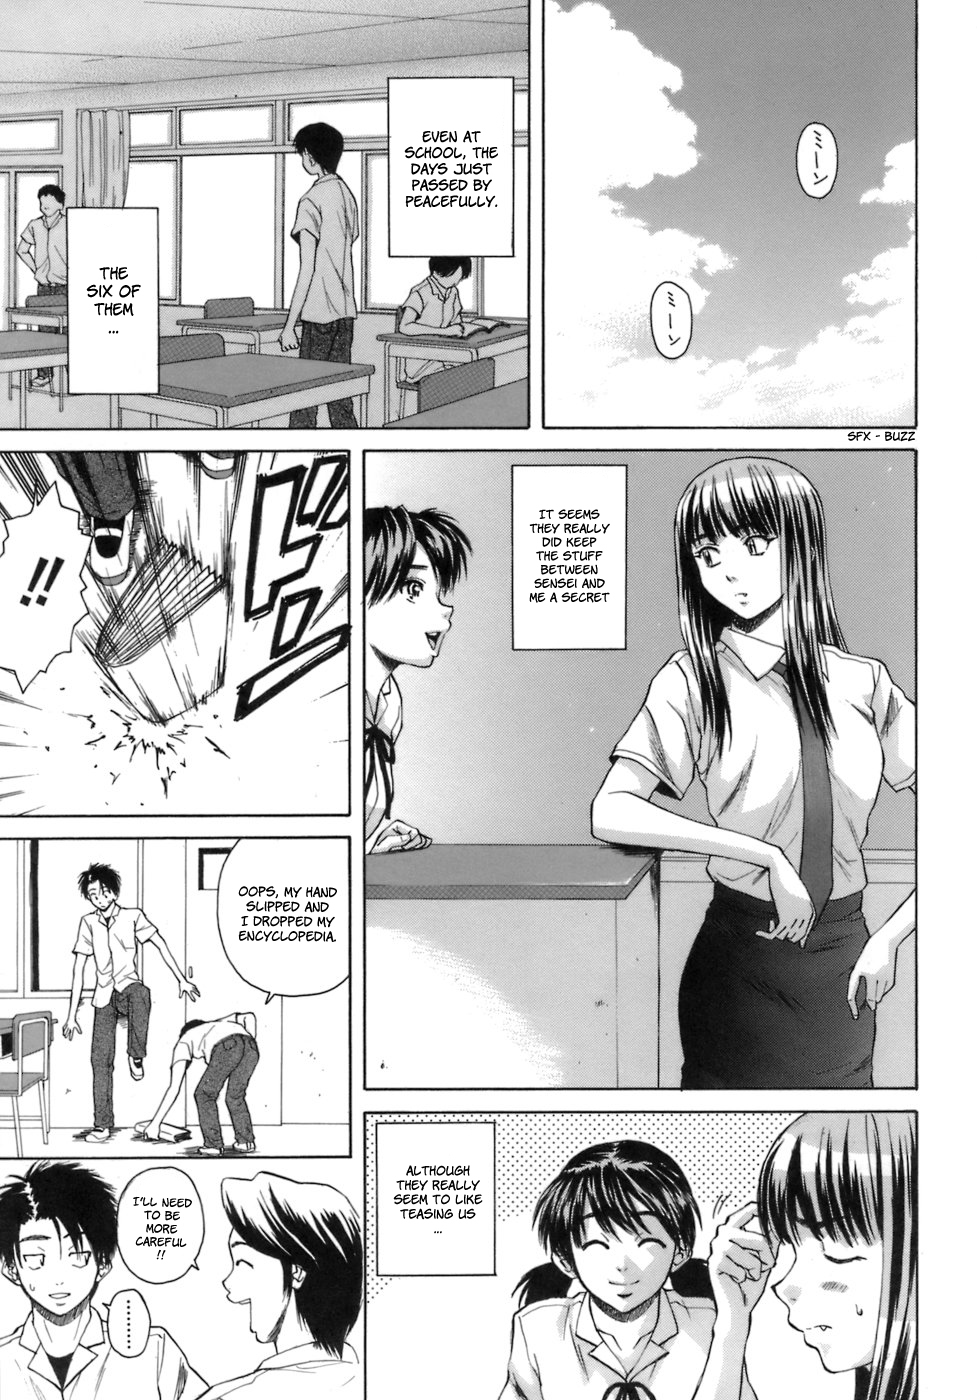 ミーン
ミーン
SFX - BUZZ
EVEN AT
SCHOOL, THE
DAYS JUST
PASSED BY
PEACEFULLY.
THE
SIX OF
THEM
...
IT SEEMS
THEY REALLY
DID KEEP
THE STUFF
BETWEEN
SENSEI AND
ME A SECRET
!!
OOPS, MY HAND
SLIPPED AND
I DROPPED MY
ENCYCLOPEDIA.
ALTHOUGH
THEY REALLY
SEEM TO LIKE
TEASING US
...
I'LL NEED
TO BE
MORE
CAREFUL
!!
........